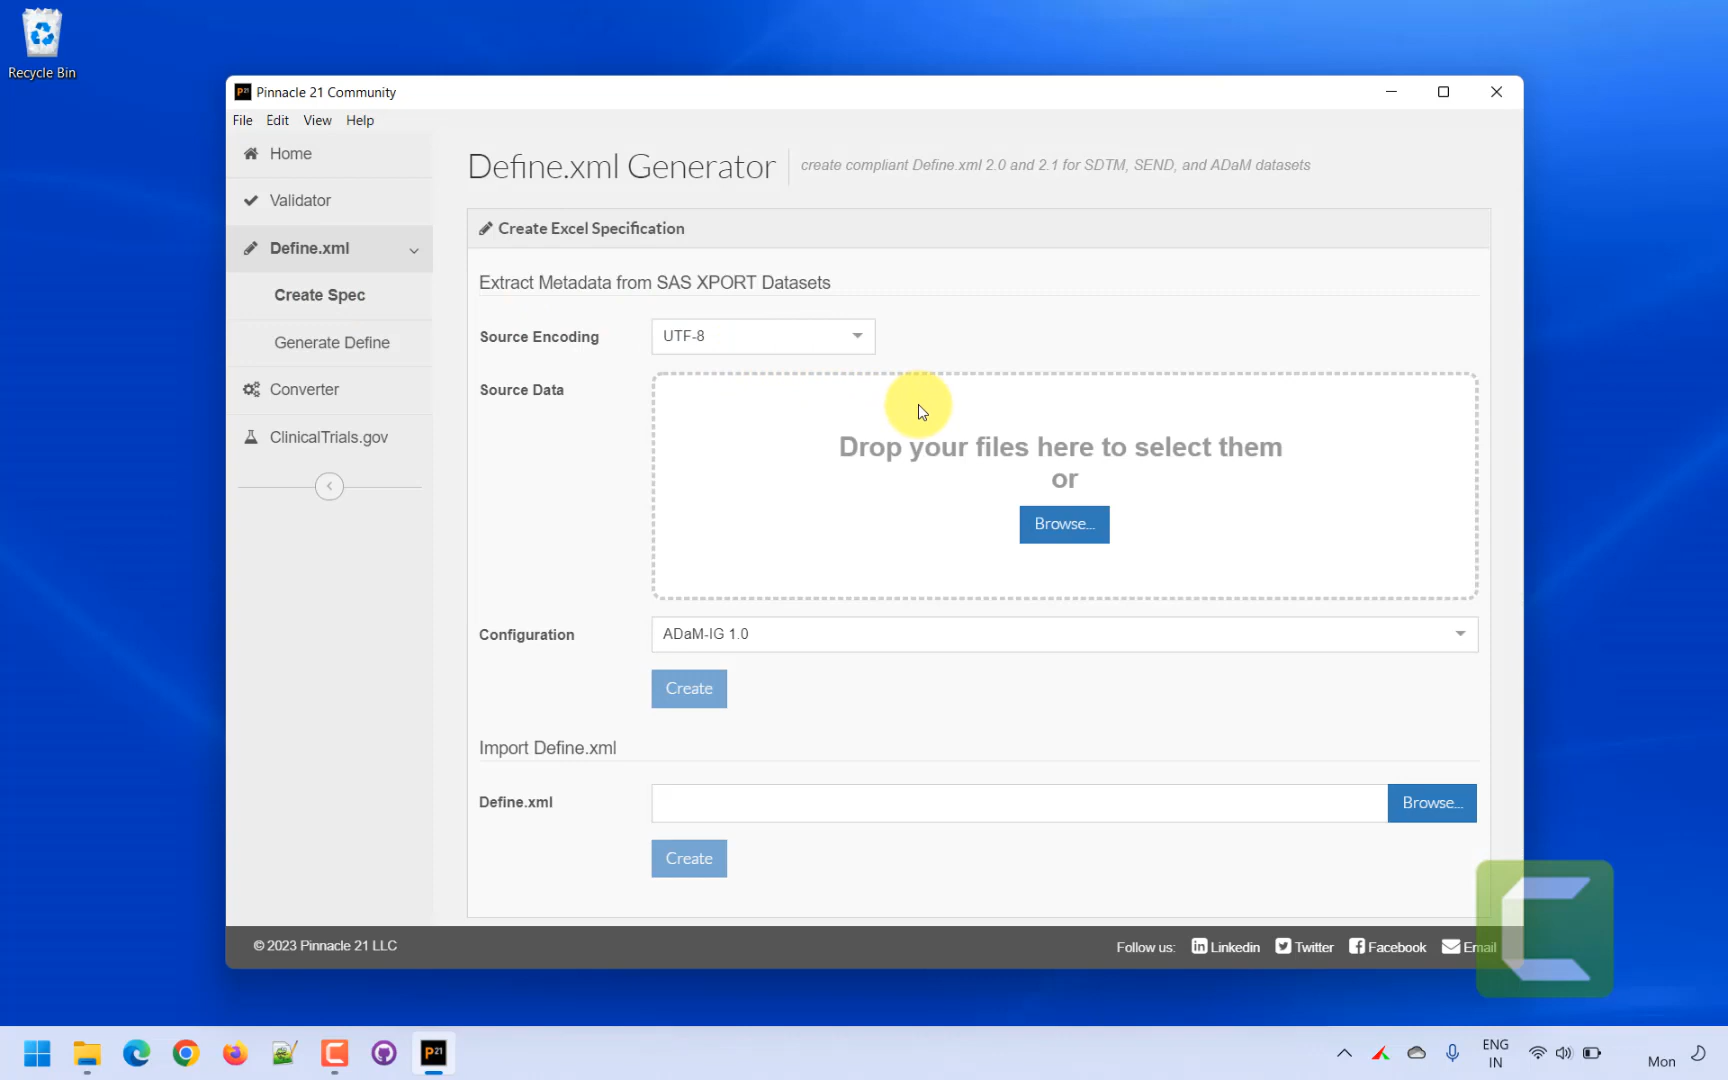 Recycle Bin
Pinnacle 21 Community
File Edit View Help
Home
Validator
Define.xml
Create Spec
Generate Define
Converter
ClinicalTrials.gov
Define.xml Generator
create compliant Define.xml 2.0 and 2.1 for SDTM, SEND, and ADaM datasets
Create Excel Specification
Extract Metadata from SAS XPORT Datasets
Source Encoding UTF-8
Source Data
Drop your files here to select them
or
Browse...
Configuration ADaM-IG 1.0
Create
Import Define.xml
Define.xml Browse...
Create
© 2023 Pinnacle 21 LLC
Follow us: Linkedin Twitter Facebook Email
P21
ENG
IN
Mon